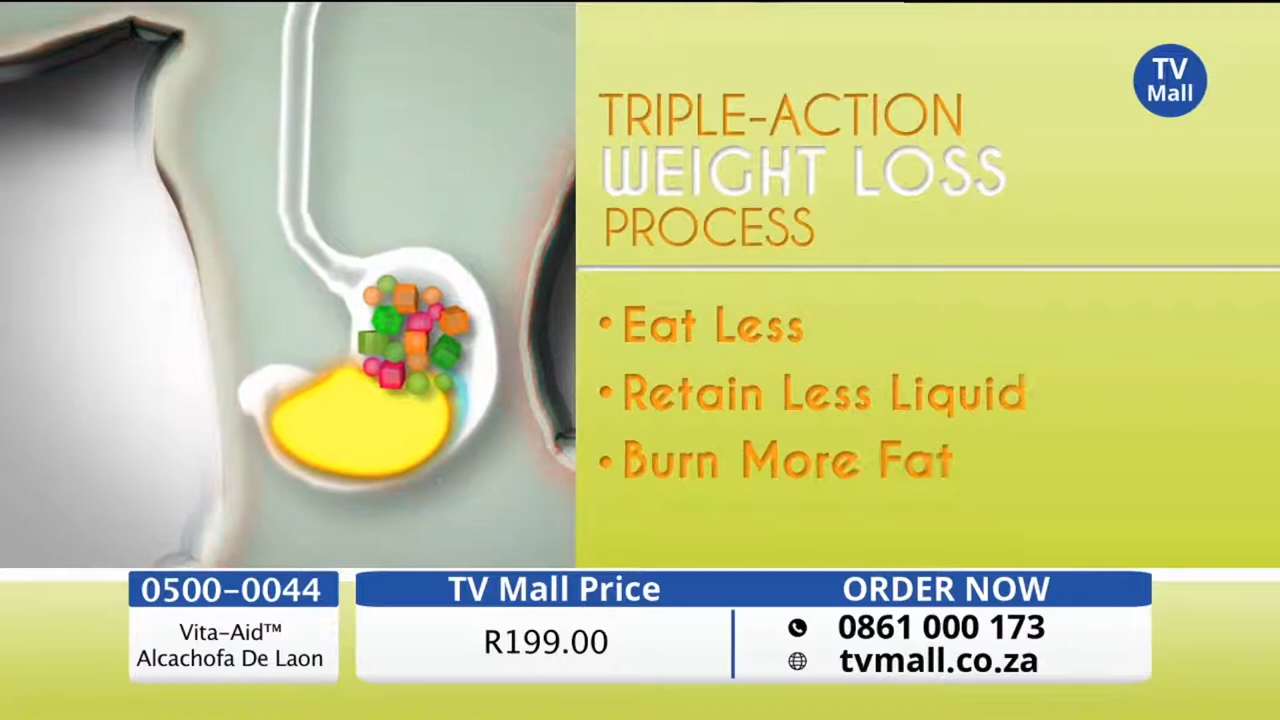 TV
Mall
TRIPLE-ACTION
WEIGHT LOSS
PROCESS
• Eat Less
• Retain Less Liquid
• Burn More Fat
0500-0044
Vita-Aid™
Alcachofa De Laon
TV Mall Price
R199.00
ORDER NOW
0861 000 173
tvmall.co.za